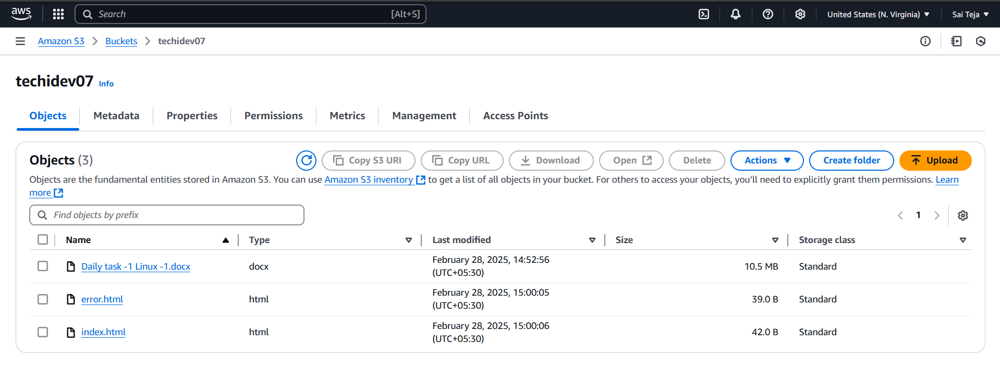 aws
Search [Alt+S]
United States (N. Virginia)
Sai Teja
Amazon S3 > Buckets > techidev07
techidev07 Info
Objects Metadata Properties Permissions Metrics Management Access Points
Objects (3)
Copy S3 URI Copy URL Download Open Delete Actions Create folder Upload
Objects are the fundamental entities stored in Amazon S3. You can use Amazon S3 inventory to get a list of all objects in your bucket. For others to access your objects, you’ll need to explicitly grant them permissions. Learn
more
Find objects by prefix
1
Name Type Last modified Size Storage class
Daily task -1 Linux -1.docx docx February 28, 2025, 14:52:56 (UTC+05:30) 10.5 MB Standard
error.html html February 28, 2025, 15:00:05 (UTC+05:30) 39.0 B Standard
index.html html February 28, 2025, 15:00:06 (UTC+05:30) 42.0 B Standard